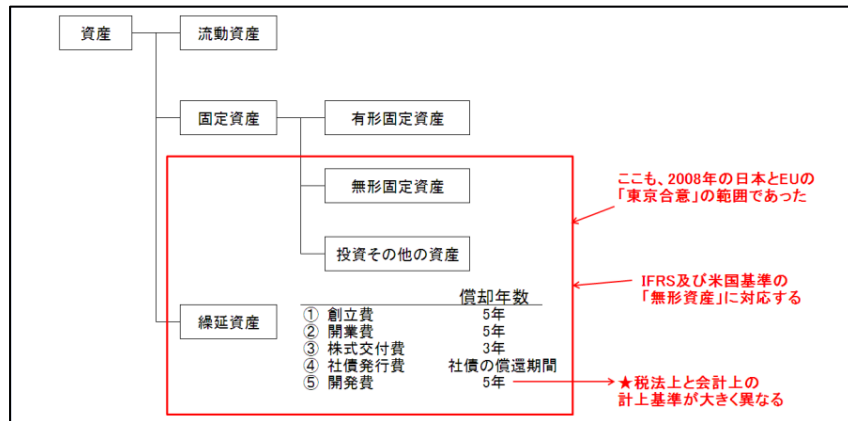 資産
流動資産
固定資産
有形固定資産
無形固定資産
投資その他の資産
繰延資産
償却年数
① 創立費 5年
② 開業費 5年
③ 株式交付費 3年
④ 社債発行費 社債の償還期間
⑤ 開発費 5年
ここも、2008年の日本とEUの
「東京合意」の範囲であった
IFRS及び米国基準の
「無形資産」に対応する
★税法上と会計上の
計上基準が大きく異なる